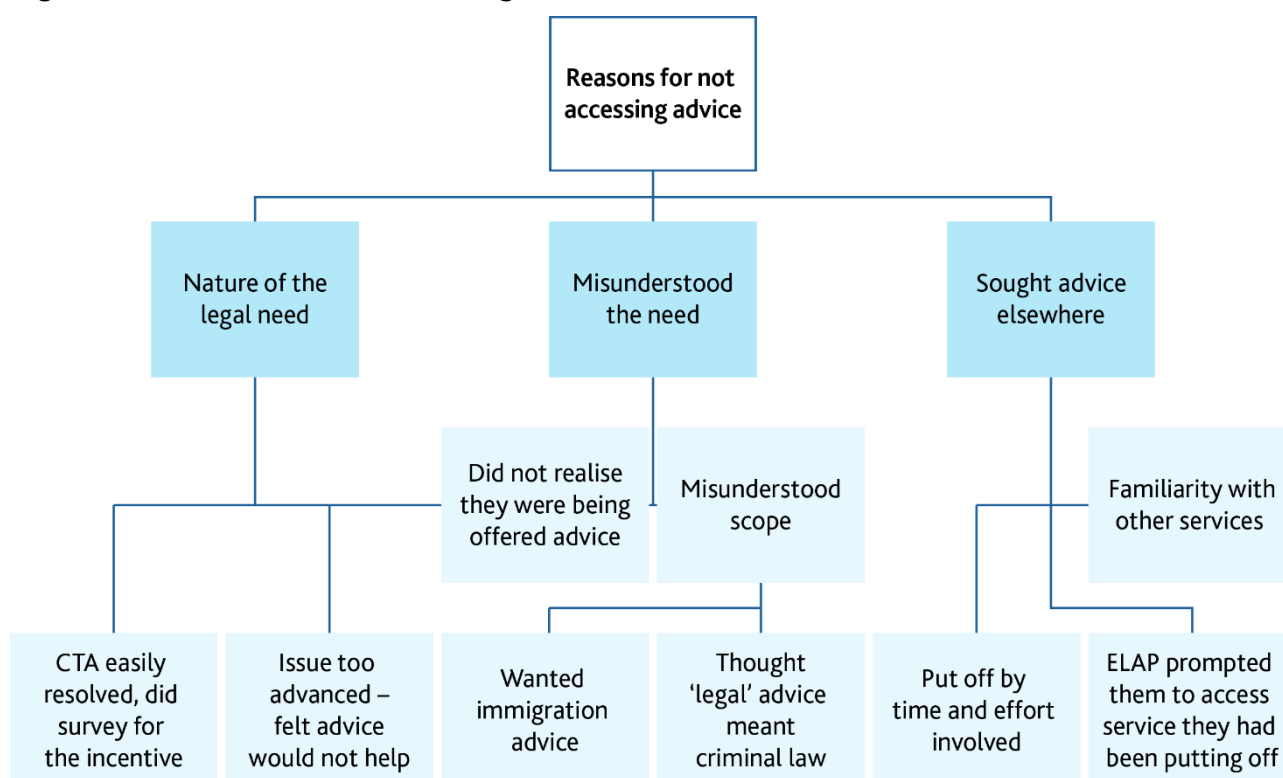 Reasons for not
accessing advice
Nature of the
legal need
Misunderstood
the need
Sought advice
elsewhere
Did not realise
they were being
offered advice
Misunderstood
scope
Familiarity with
other services
CTA easily
resolved, did
survey for
the incentive
Issue too
advanced –
felt advice
would not help
Wanted
immigration
advice
Thought
‘legal’ advice
meant
criminal law
Put off by
time and effort
involved
ELAP prompted
them to access
service they had
been putting off